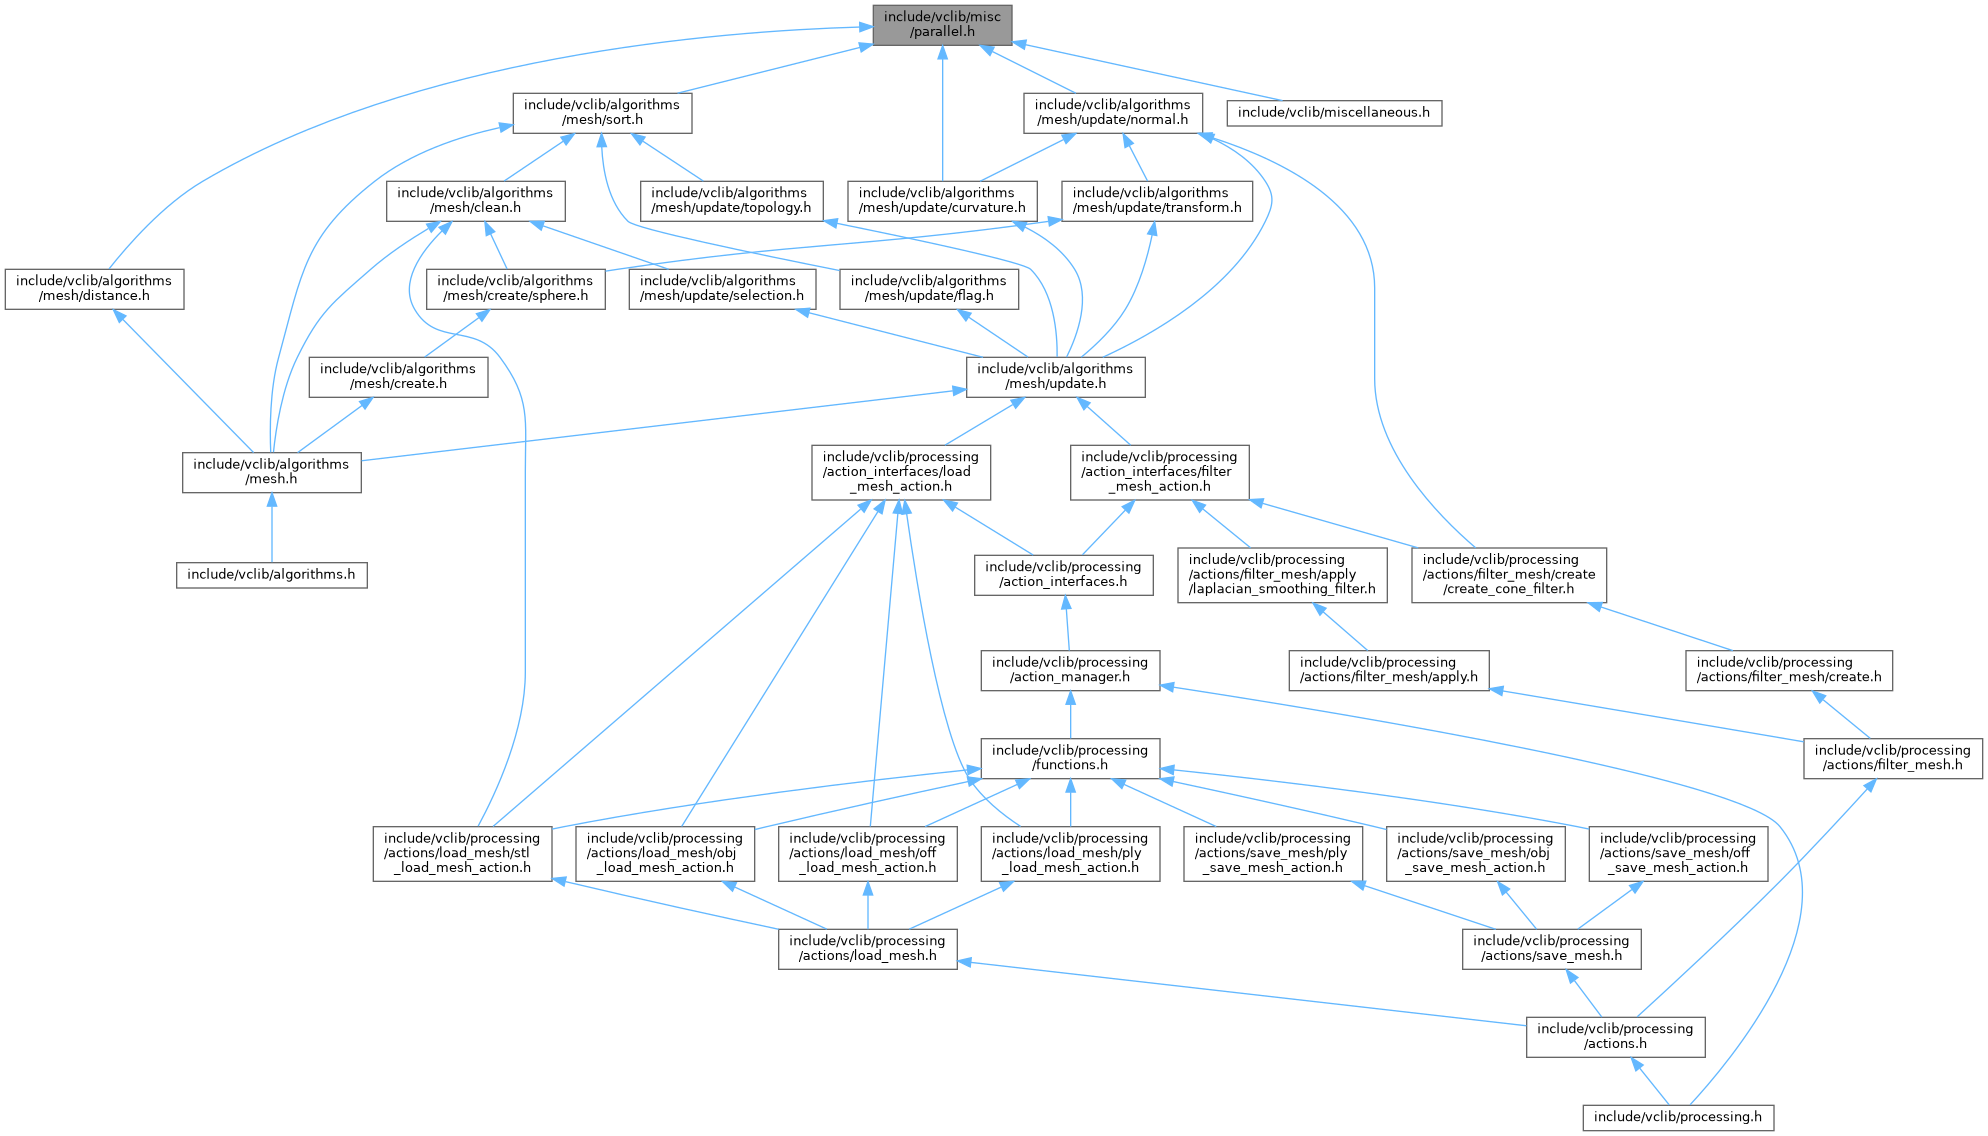 include/vclib/misc
/parallel.h
include/vclib/algorithms
/mesh/sort.h
include/vclib/algorithms
/mesh/update/normal.h
include/vclib/miscellaneous.h
include/vclib/algorithms
/mesh/clean.h
include/vclib/algorithms
/mesh/update/topology.h
include/vclib/algorithms
/mesh/update/curvature.h
include/vclib/algorithms
/mesh/update/transform.h
include/vclib/algorithms
/mesh/distance.h
include/vclib/algorithms
/mesh/create/sphere.h
include/vclib/algorithms
/mesh/update/selection.h
include/vclib/algorithms
/mesh/update/flag.h
include/vclib/algorithms
/mesh/create.h
include/vclib/algorithms
/mesh/update.h
include/vclib/algorithms
/mesh.h
include/vclib/processing
/action_interfaces/load
_mesh_action.h
include/vclib/processing
/action_interfaces/filter
_mesh_action.h
include/vclib/algorithms.h
include/vclib/processing
/action_interfaces.h
include/vclib/processing
/actions/filter_mesh/apply
/laplacian_smoothing_filter.h
include/vclib/processing
/actions/filter_mesh/create
/create_cone_filter.h
include/vclib/processing
/action_manager.h
include/vclib/processing
/actions/filter_mesh/apply.h
include/vclib/processing
/actions/filter_mesh/create.h
include/vclib/processing
/functions.h
include/vclib/processing
/actions/filter_mesh.h
include/vclib/processing
/actions/load_mesh/stl
_load_mesh_action.h
include/vclib/processing
/actions/load_mesh/obj
_load_mesh_action.h
include/vclib/processing
/actions/load_mesh/off
_load_mesh_action.h
include/vclib/processing
/actions/load_mesh/ply
_load_mesh_action.h
include/vclib/processing
/actions/save_mesh/ply
_save_mesh_action.h
include/vclib/processing
/actions/save_mesh/obj
_save_mesh_action.h
include/vclib/processing
/actions/save_mesh/off
_save_mesh_action.h
include/vclib/processing
/actions/load_mesh.h
include/vclib/processing
/actions/save_mesh.h
include/vclib/processing
/actions.h
include/vclib/processing.h